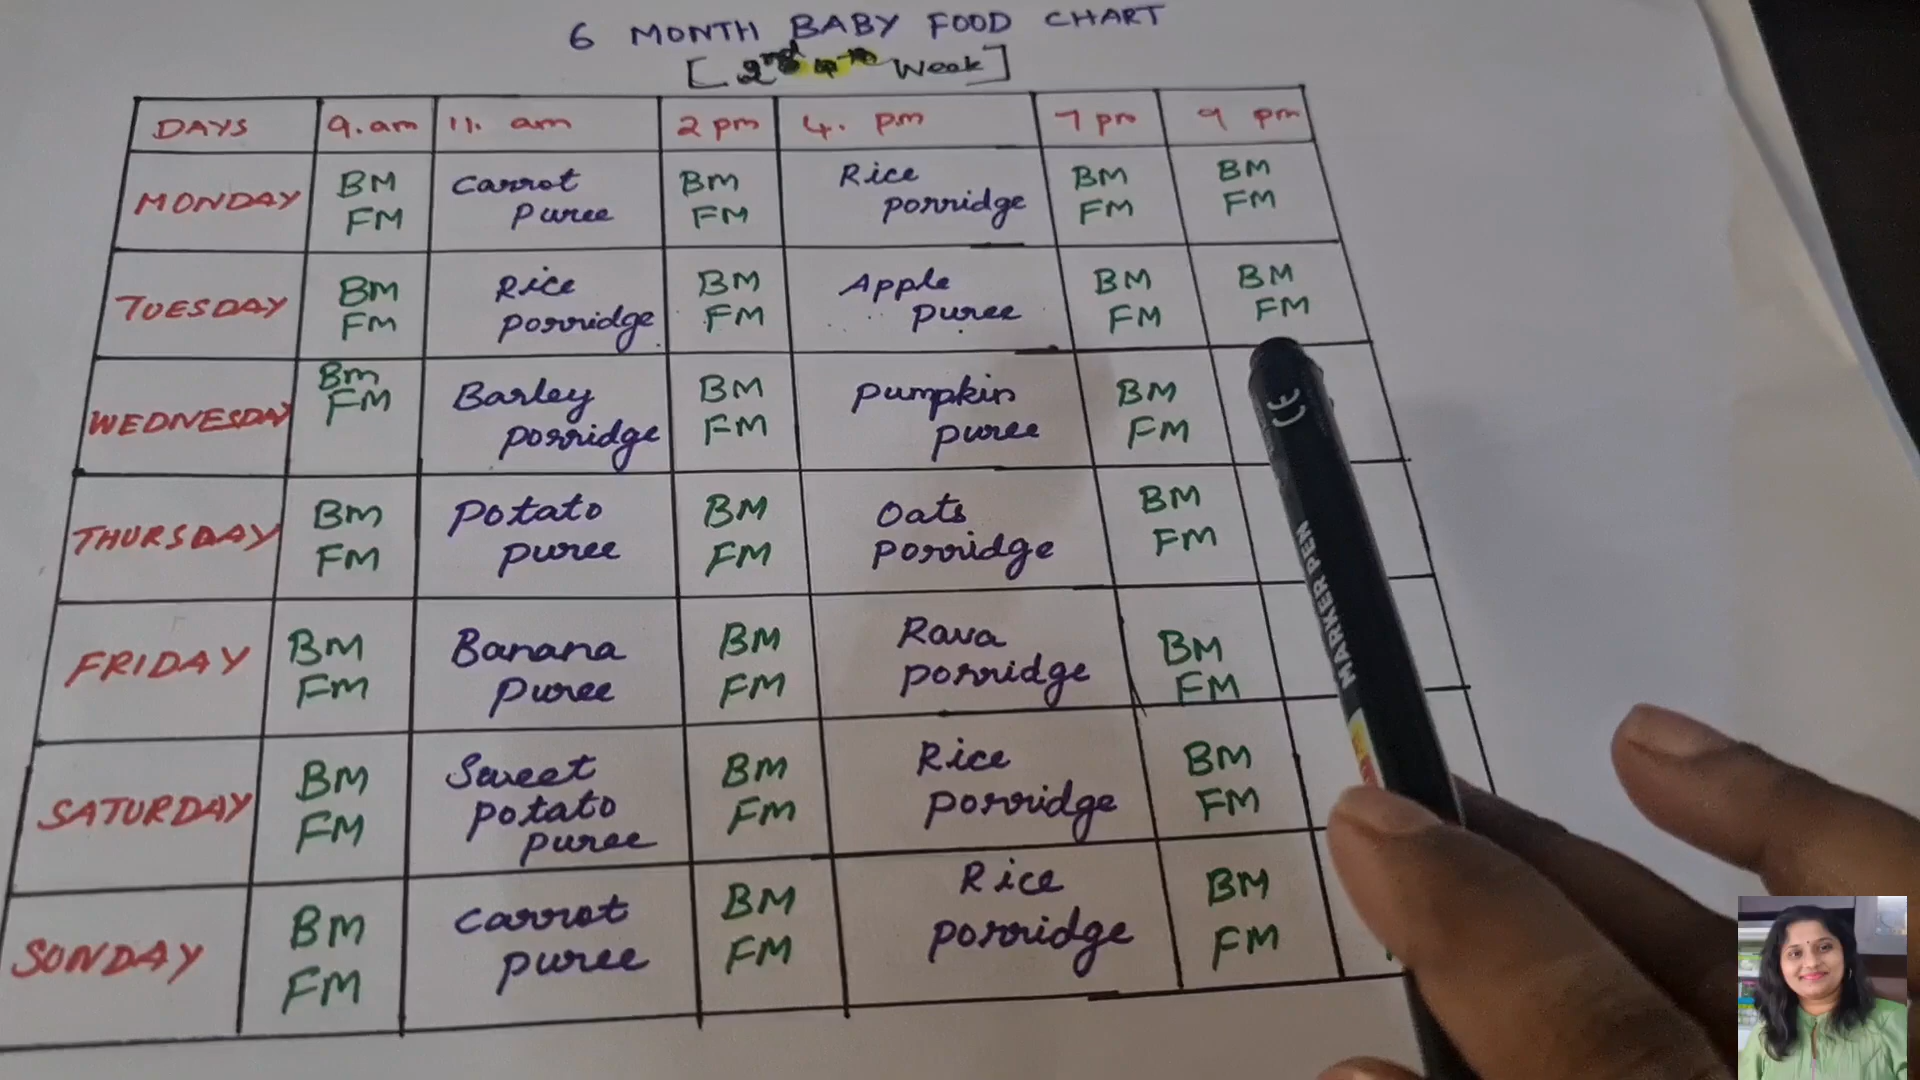 6 MONTH BABY FOOD CHART
[2nd Weak]
DAYS 9. am 11. am 2 pm 4. pm 7 pm 9 pm
MONDAY BM FM Carrot puree BM FM Rice porridge BM FM BM FM
TUESDAY BM FM Rice porridge BM FM Apple puree BM FM BM FM
WEDNESDAY Bm FM Barley porridge BM FM Pumpkin puree BM FM
THURSDAY BM FM Potato puree BM FM Oats porridge BM FM
FRIDAY BM FM Banana puree BM FM Rava porridge BM FM
SATURDAY BM FM Sweet potato puree BM FM Rice porridge BM FM
SONDAY BM FM Carrot puree BM FM Rice porridge BM FM
CE
MARKER PEN